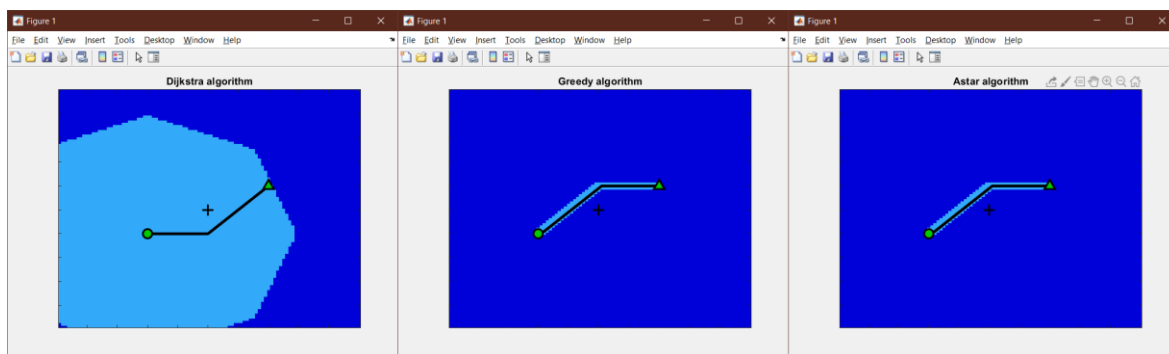 Figure 1
File Edit View Insert Tools Desktop Window Help
Dijkstra algorithm
Figure 1
File Edit View Insert Tools Desktop Window Help
Greedy algorithm
Figure 1
File Edit View Insert Tools Desktop Window Help
Astar algorithm